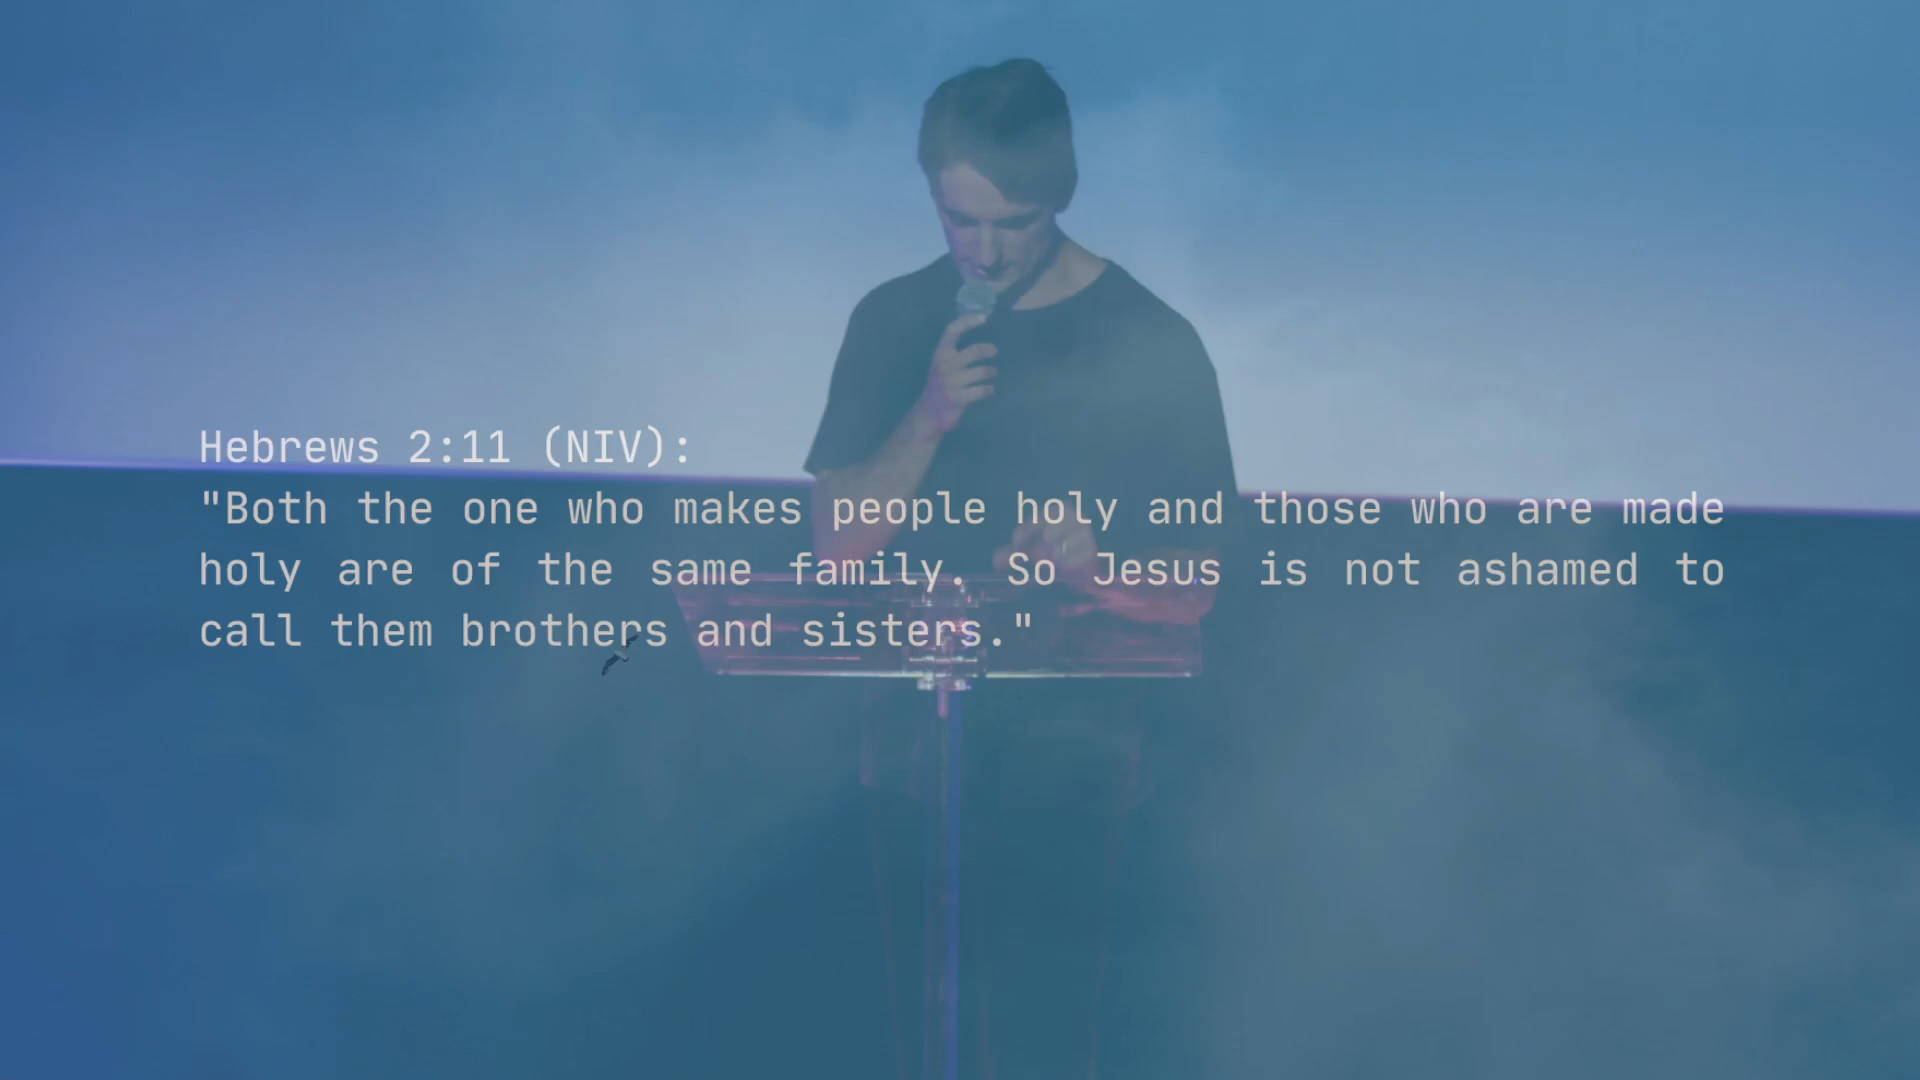 Hebrews 2:11 (NIV):
"Both the one who makes people holy and those who are made
holy are of the same family. So Jesus is not ashamed to
call them brothers and sisters."